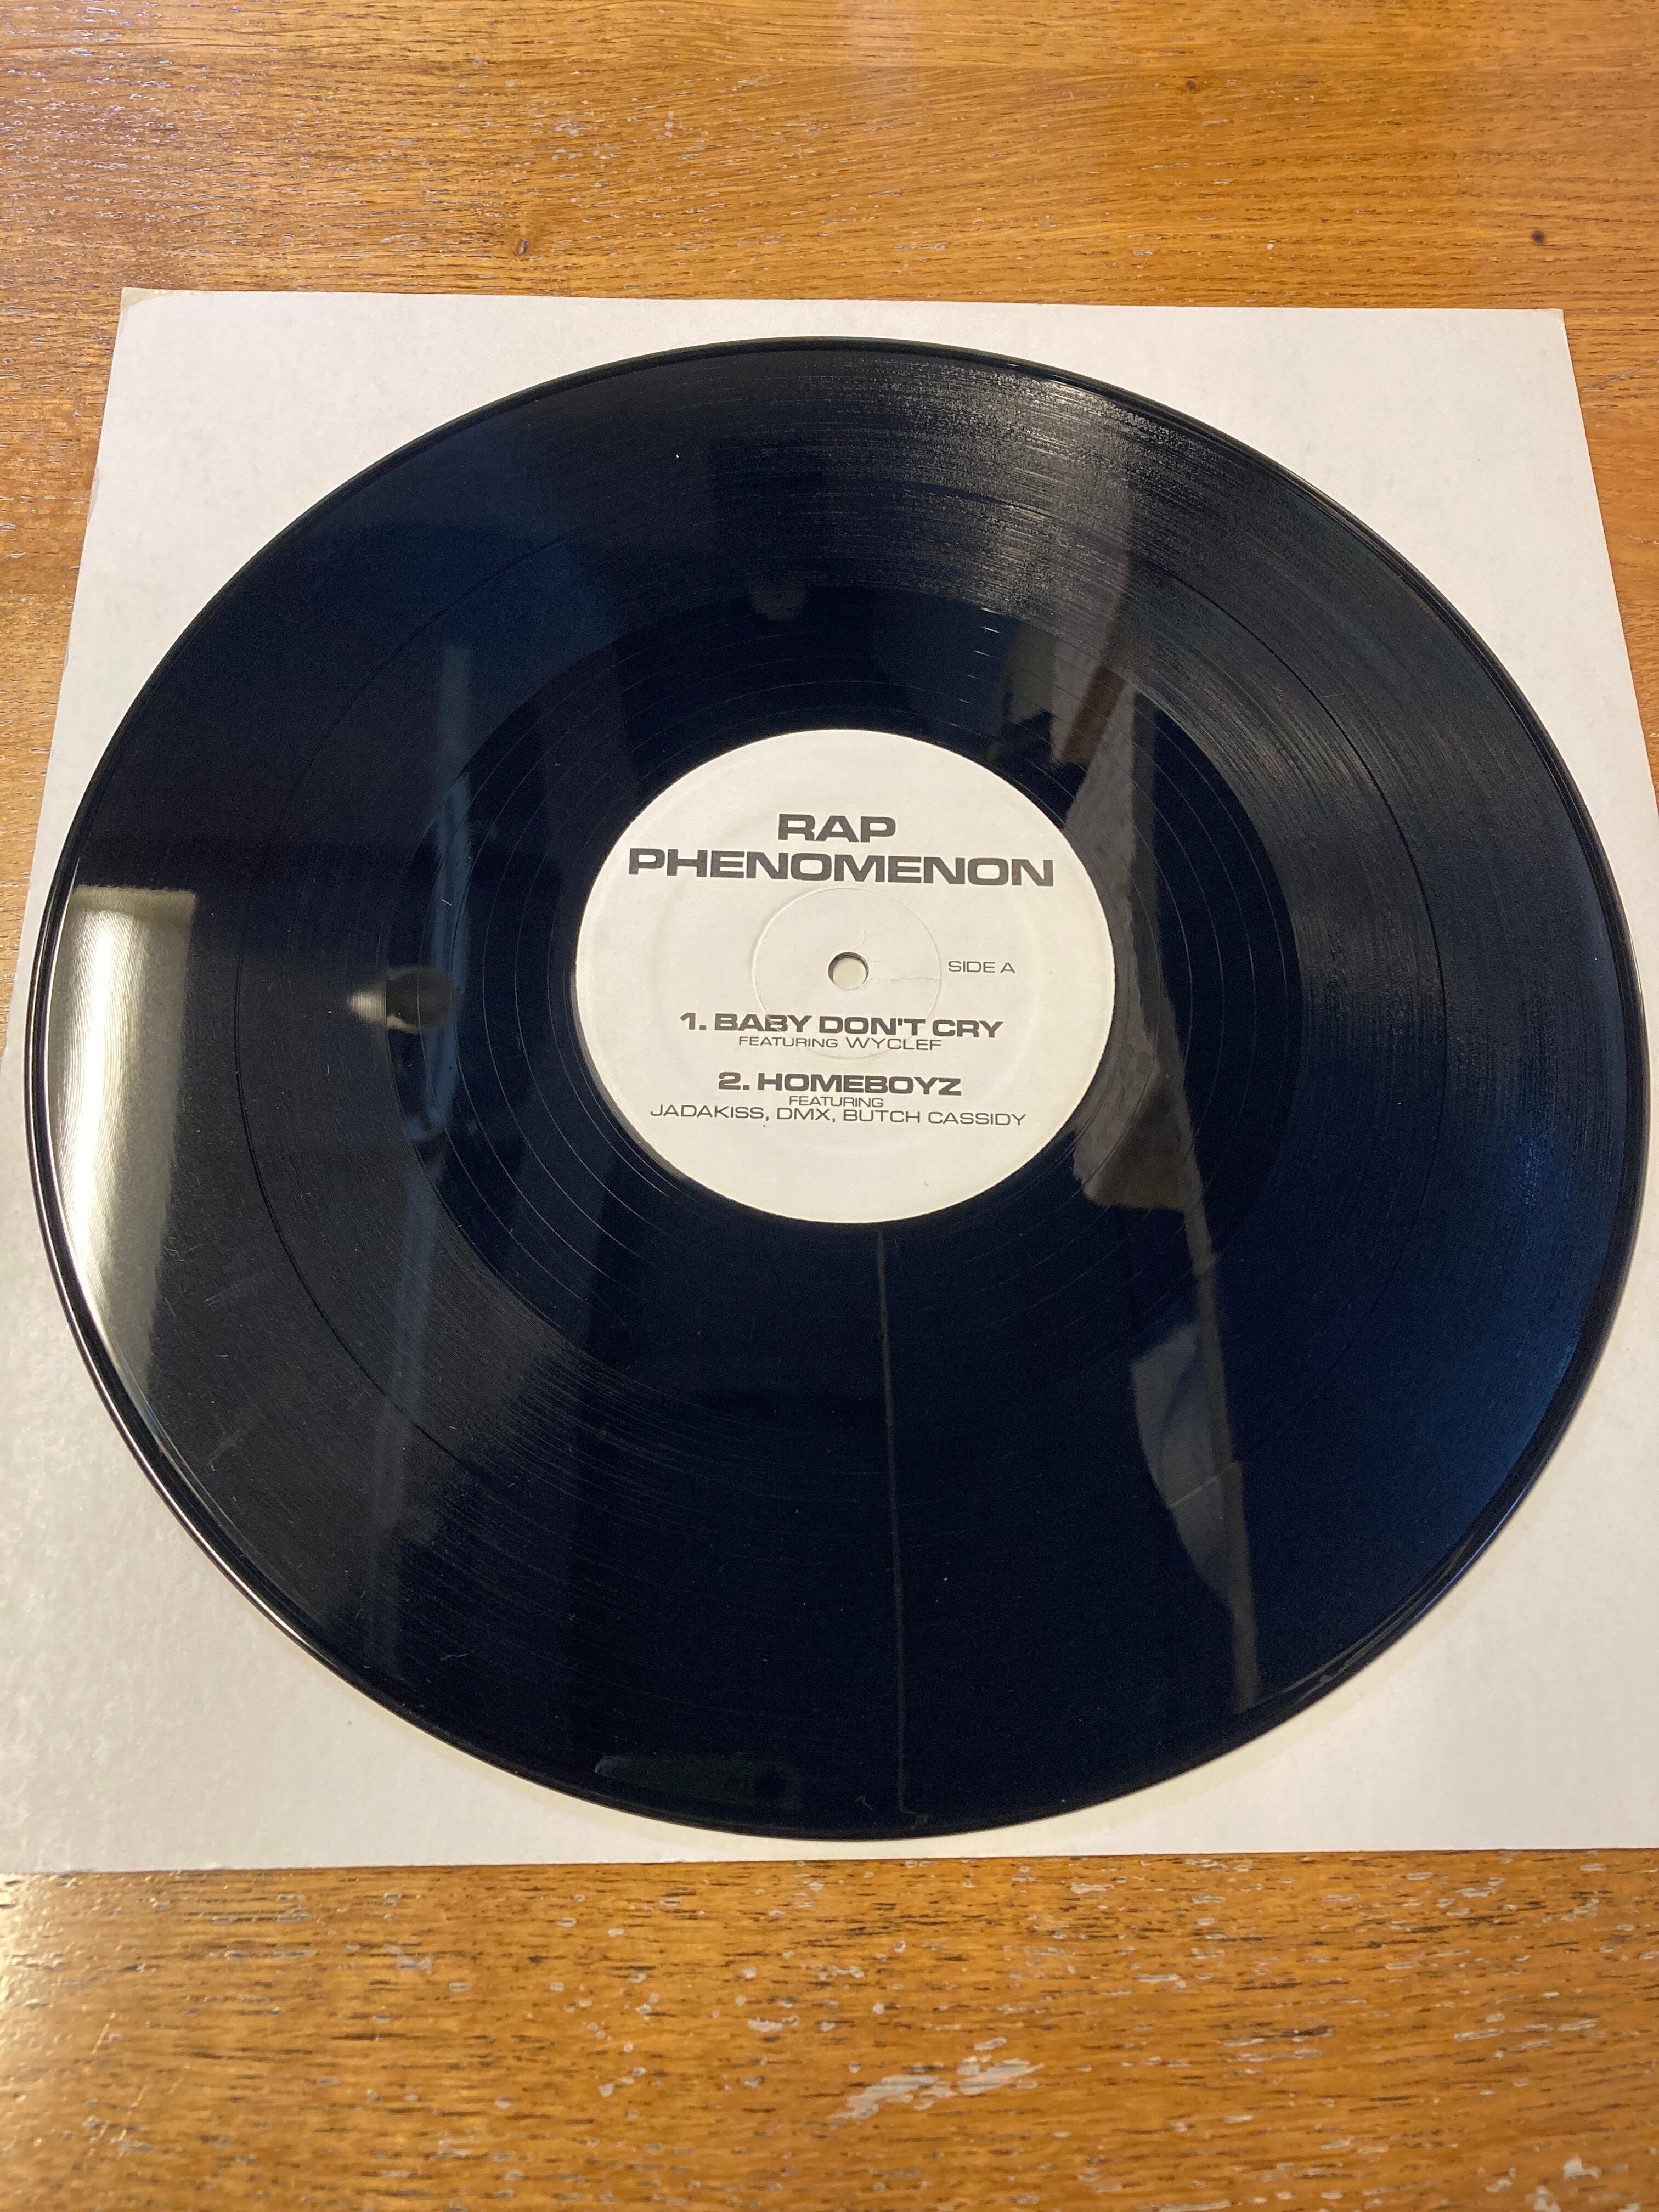 RAP
PHENOMENON
SIDE A
1. BABY DON'T CRY
FEATURING WYCLEF
2. HOMEBOYZ
FEATURING
JADAKISS, DMX, BUTCH CASSIDY